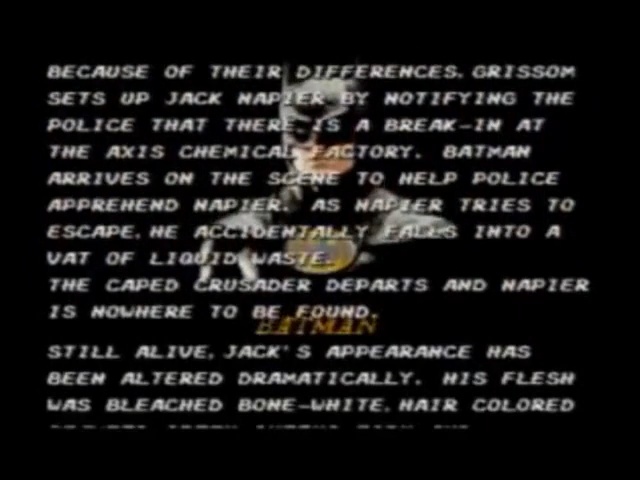 BECAUSE OF THEIR DIFFERENCES, GRISSOM
SETS UP JACK NAPIER BY NOTIFYING THE
POLICE THAT THERE IS A BREAK-IN AT
THE AXIS CHEMICAL FACTORY. BATMAN
ARRIVES ON THE SCENE TO HELP POLICE
APPREHEND NAPIER. AS NAPIER TRIES TO
ESCAPE, HE ACCIDENTALLY FALLS INTO A
VAT OF LIQUID WASTE.
THE CAPED CRUSADER DEPARTS AND NAPIER
IS NOWHERE TO BE FOUND.
BATMAN
STILL ALIVE, JACK'S APPEARANCE HAS
BEEN ALTERED DRAMATICALLY. HIS FLESH
WAS BLEACHED BONE-WHITE, HAIR COLORED